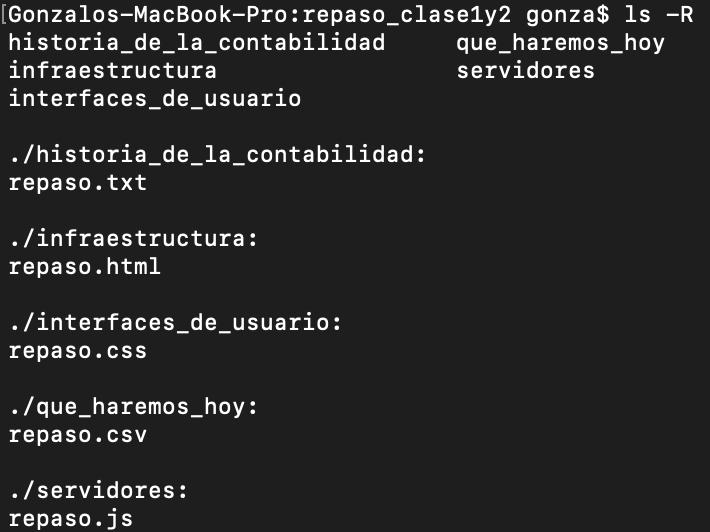 [Gonzalos-MacBook-Pro:repaso_clase1y2 gonza$ ls -R
historia_de_la_contabilidad     que_haremos_hoy
infraestructura                 servidores
interfaces_de_usuario

./historia_de_la_contabilidad:
repaso.txt

./infraestructura:
repaso.html

./interfaces_de_usuario:
repaso.css

./que_haremos_hoy:
repaso.csv

./servidores:
repaso.js